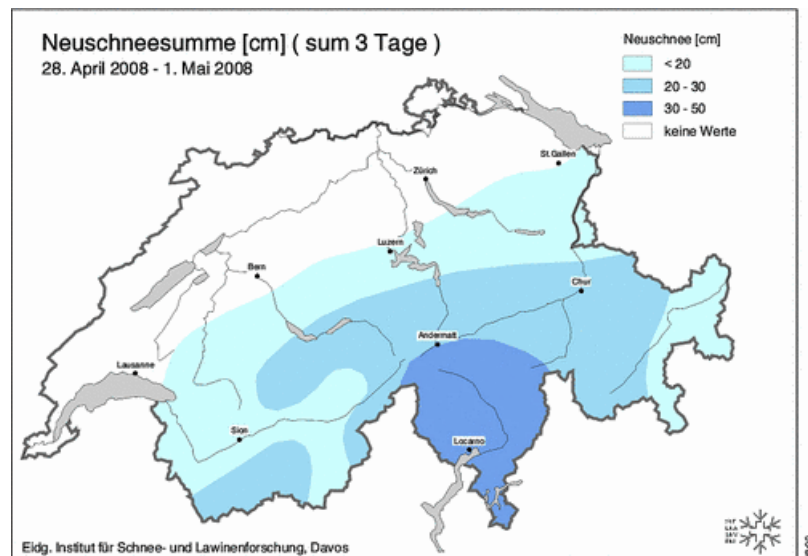 Neuschneesumme [cm] ( sum 3 Tage )
28. April 2008 - 1. Mai 2008
Neuschnee [cm]
< 20
20 - 30
30 - 50
keine Werte
St.Gallen
Zürich
Luzern
Bern
Chur
Andermatt
Lausanne
Sion
Locarno
Eidg. Institut für Schnee- und Lawinenforschung, Davos